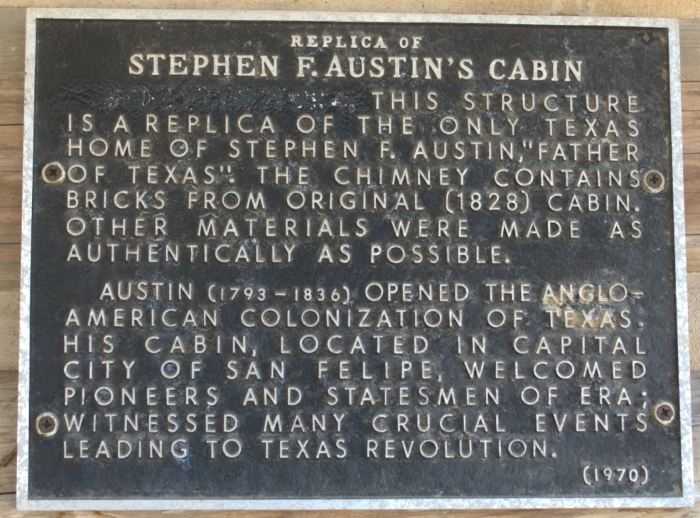 REPLICA OF
STEPHEN F. AUSTIN'S CABIN
THIS STRUCTURE
IS A REPLICA OF THE ONLY TEXAS
HOME OF STEPHEN F. AUSTIN, "FATHER
OF TEXAS". THE CHIMNEY CONTAINS
BRICKS FROM ORIGINAL (1828) CABIN.
OTHER MATERIALS WERE MADE AS
AUTHENTICALLY AS POSSIBLE.
AUSTIN (1793-1836) OPENED THE ANGLO-
AMERICAN COLONIZATION OF TEXAS.
HIS CABIN, LOCATED IN CAPITAL
CITY OF SAN FELIPE, WELCOMED
PIONEERS AND STATESMEN OF ERA;
WITNESSED MANY CRUCIAL EVENTS
LEADING TO TEXAS REVOLUTION.
(1970)